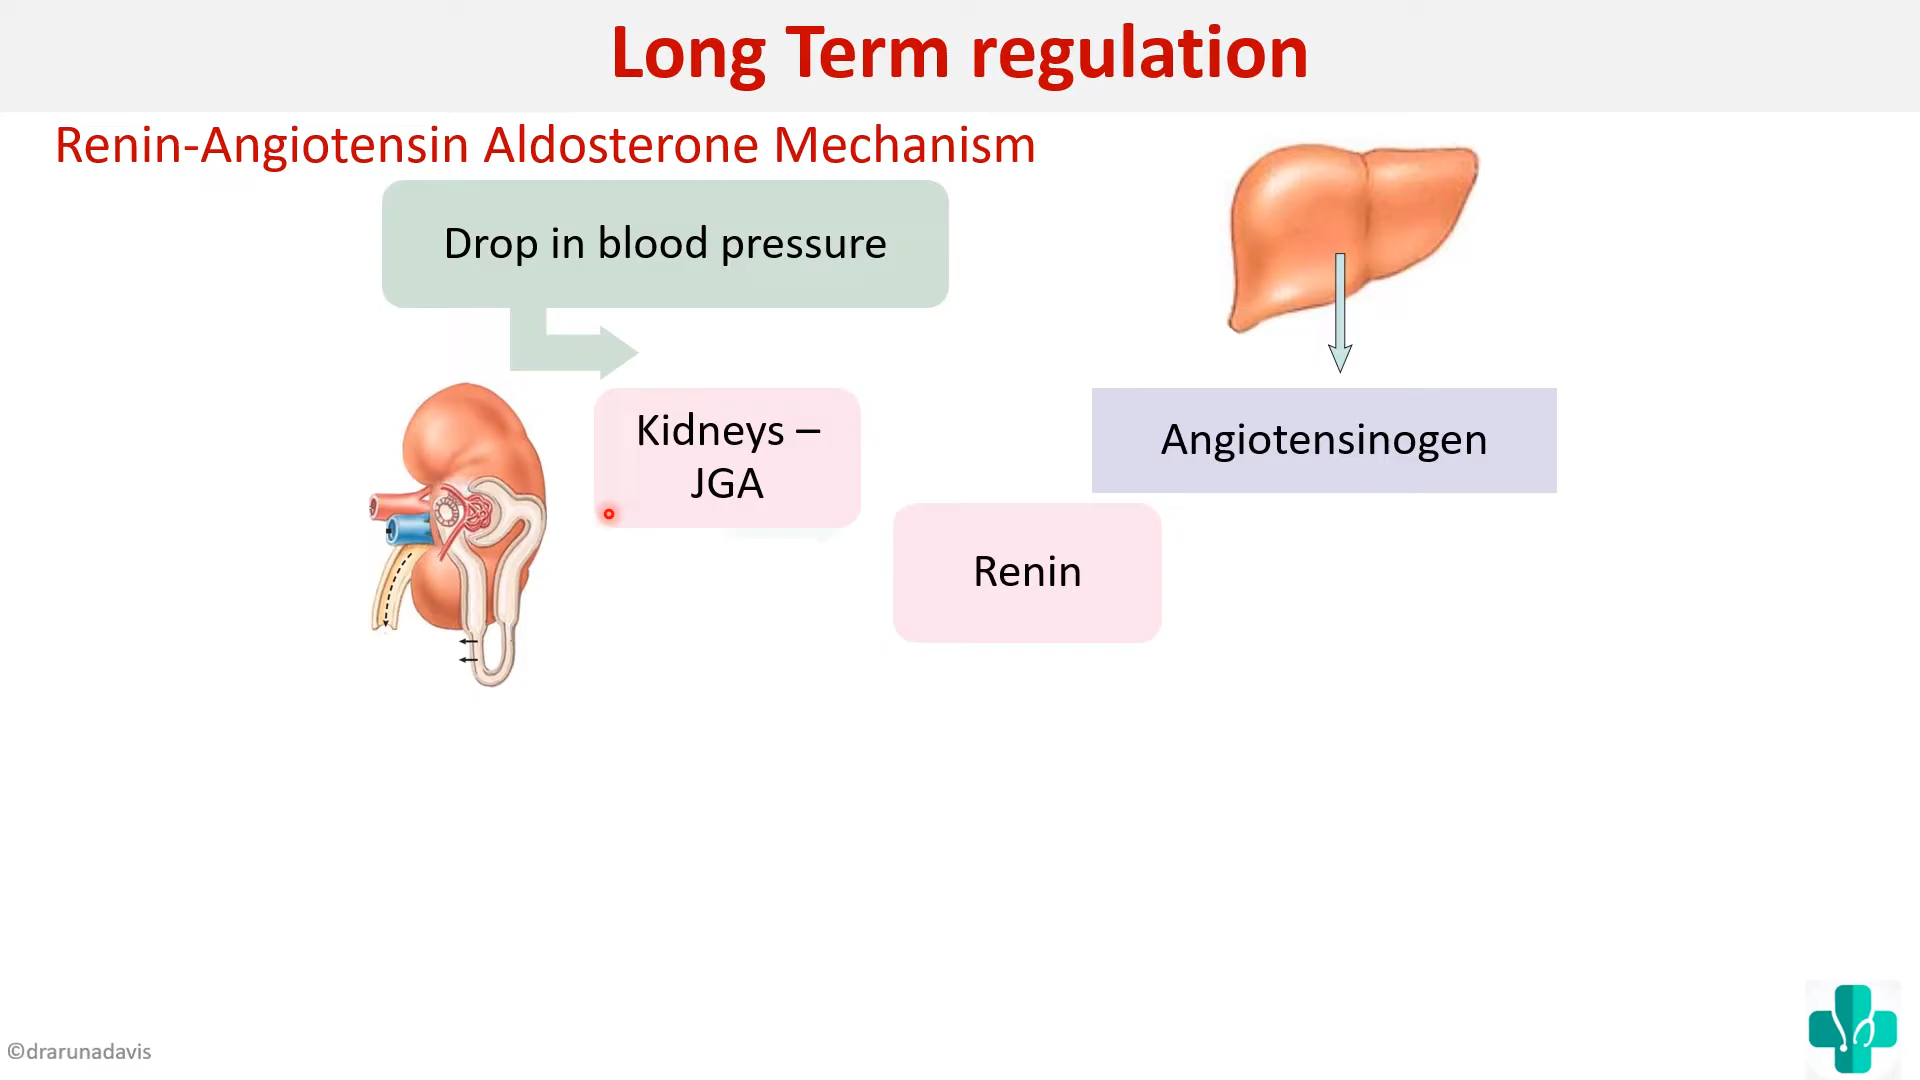 Long Term regulation
Renin-Angiotensin Aldosterone Mechanism
Drop in blood pressure
Kidneys –
JGA
Angiotensinogen
Renin
©drarunadavis